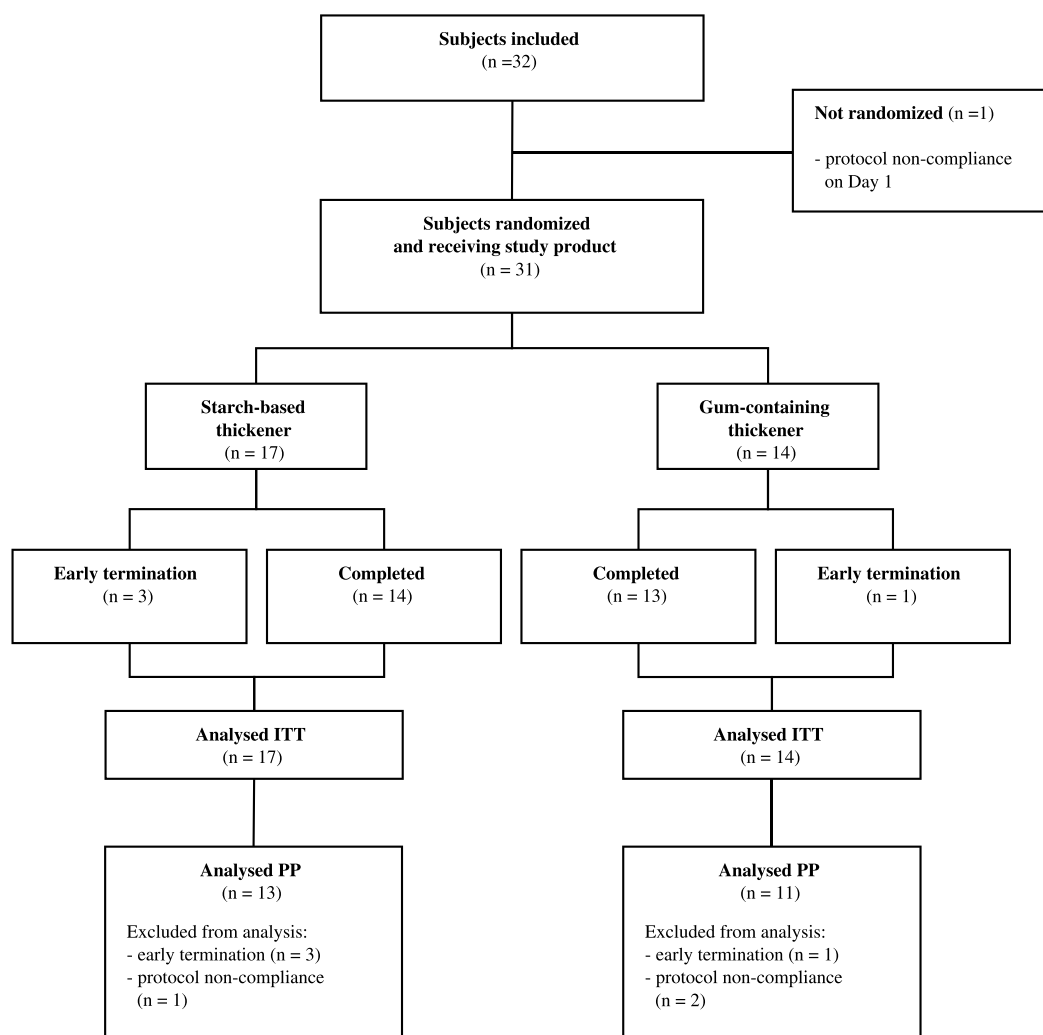 Subjects included
(n =32)
Not randomized (n =1)
- protocol non-compliance
on Day 1
Subjects randomized
and receiving study product
(n = 31)
Starch-based
thickener
(n = 17)
Gum-containing
thickener
(n = 14)
Early termination
(n = 3)
Completed
(n = 14)
Completed
(n = 13)
Early termination
(n = 1)
Analysed ITT
(n = 17)
Analysed ITT
(n = 14)
Analysed PP
(n = 13)
Excluded from analysis:
- early termination (n = 3)
- protocol non-compliance
(n = 1)
Analysed PP
(n = 11)
Excluded from analysis:
- early termination (n = 1)
- protocol non-compliance
(n = 2)